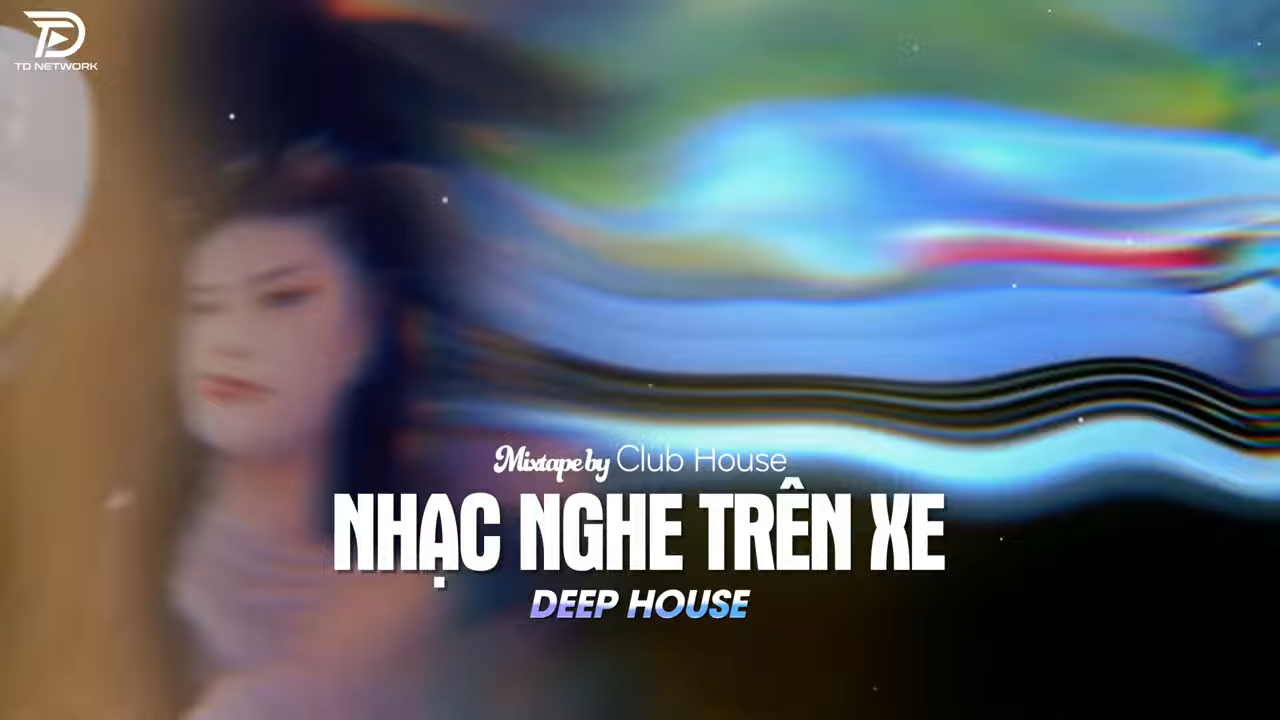 TD NETWORK
Mixtape by Club House
NHẠC NGHE TRÊN XE
DEEP HOUSE